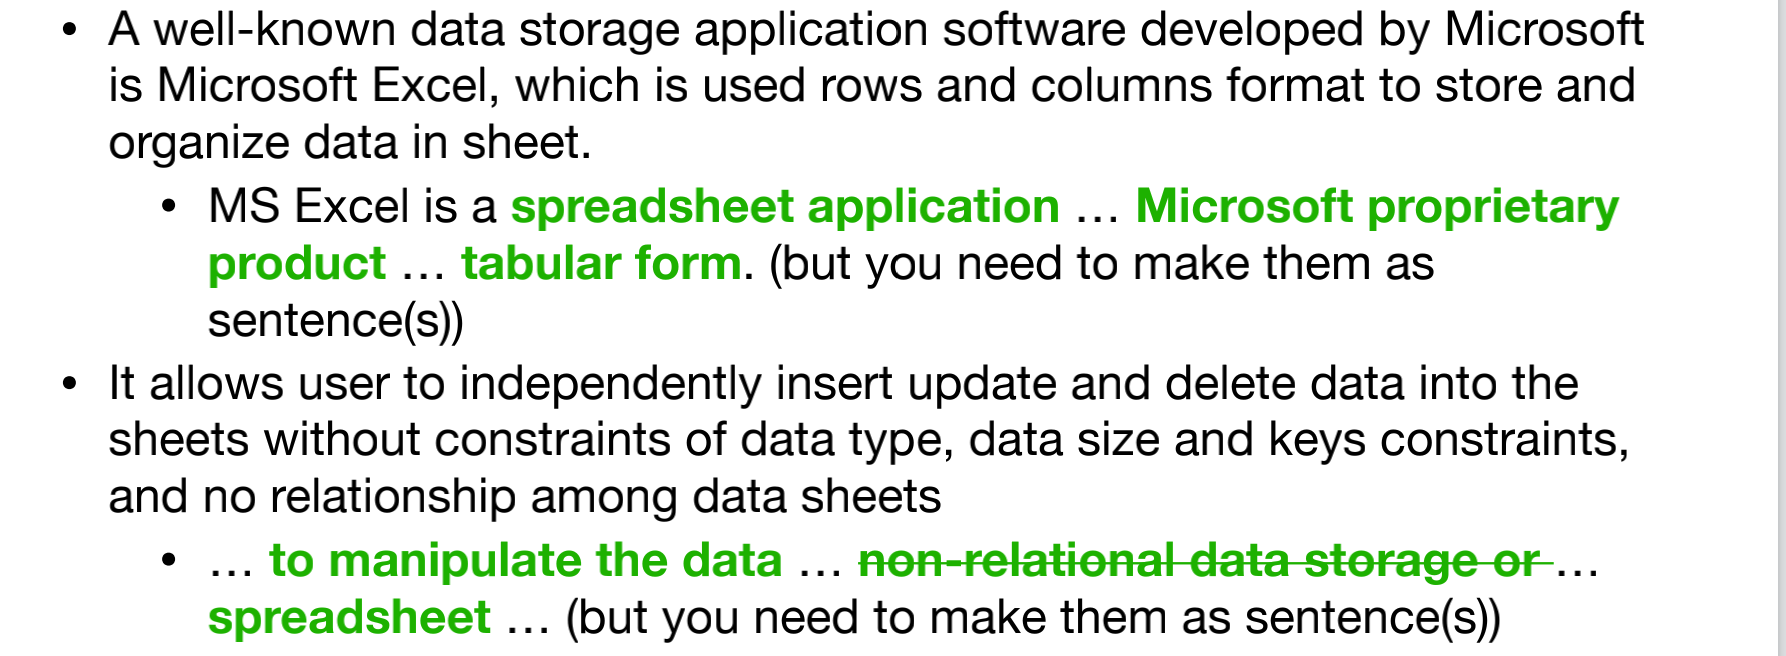 • A well-known data storage application software developed by Microsoft
is Microsoft Excel, which is used rows and columns format to store and
organize data in sheet.
• MS Excel is a spreadsheet application … Microsoft proprietary
product … tabular form. (but you need to make them as
sentence(s))
• It allows user to independently insert update and delete data into the
sheets without constraints of data type, data size and keys constraints,
and no relationship among data sheets
• … to manipulate the data … non-relational data storage or …
spreadsheet … (but you need to make them as sentence(s))